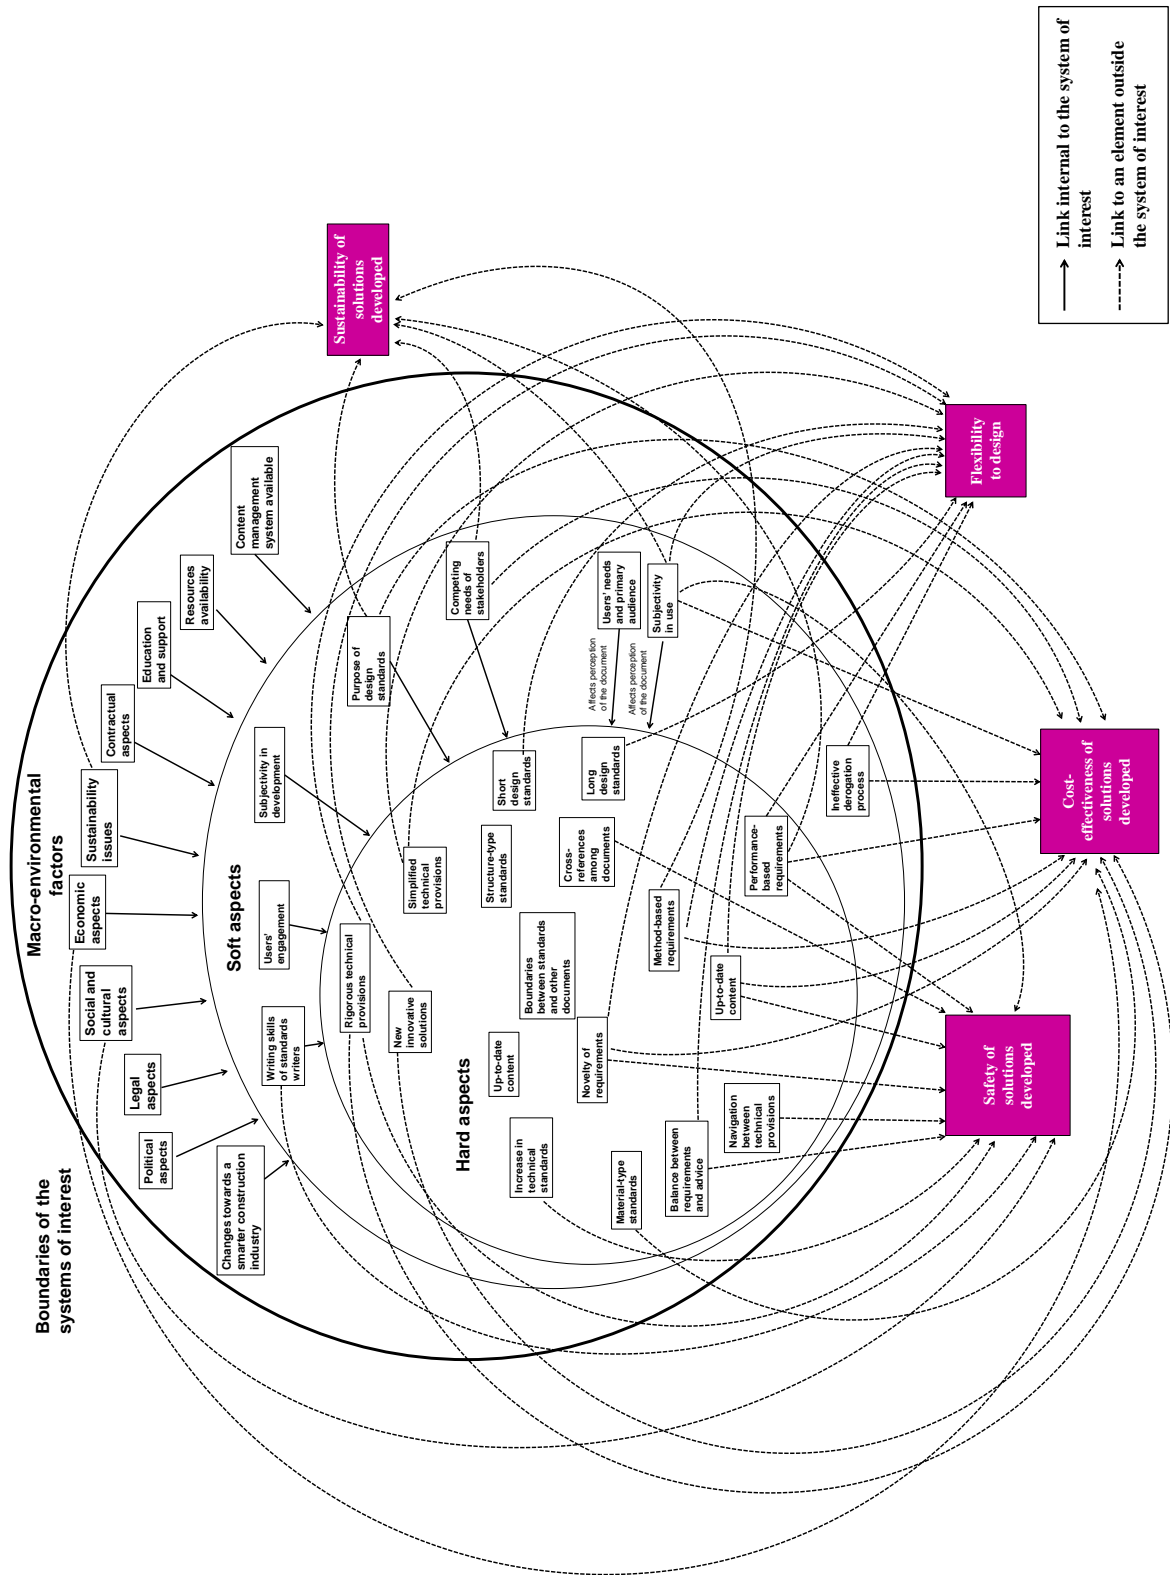 Boundaries of the
systems of interest
Macro-environmental
factors
Changes towards a
smarter construction
industry
Political
aspects
Legal
aspects
Social and
cultural
aspects
Economic
aspects
Sustainability
issues
Contractual
aspects
Education
and support
Resources
availability
Content
management
system available
Soft aspects
Writing skills
of standards
writers
Users'
engagement
Subjectivity in
development
Purpose of
design
standards
Competing
needs of
stakeholders
Users' needs
and primary
audience
Affects perception
of the document
Subjectivity
in use
Affects perception
of the document
Hard aspects
Rigorous technical
provisions
New
innovative
solutions
Simplified
technical
provisions
Short
design
standards
Structure-type
standards
Long
design
standards
Cross-
references
among
documents
Boundaries
between standards
and other
documents
Up-to-date
content
Increase in
technical
standards
Novelty of
requirements
Material-type
standards
Method-based
requirements
Balance between
requirements
and advice
Up-to-date
content
Navigation
between
technical
provisions
Performance-
based
requirements
Ineffective
derogation
process
Sustainability of
solutions
developed
Flexibility
to design
Cost-
effectiveness of
solutions
developed
Safety of
solutions
developed
Link internal to the system of
interest
Link to an element outside
the system of interest